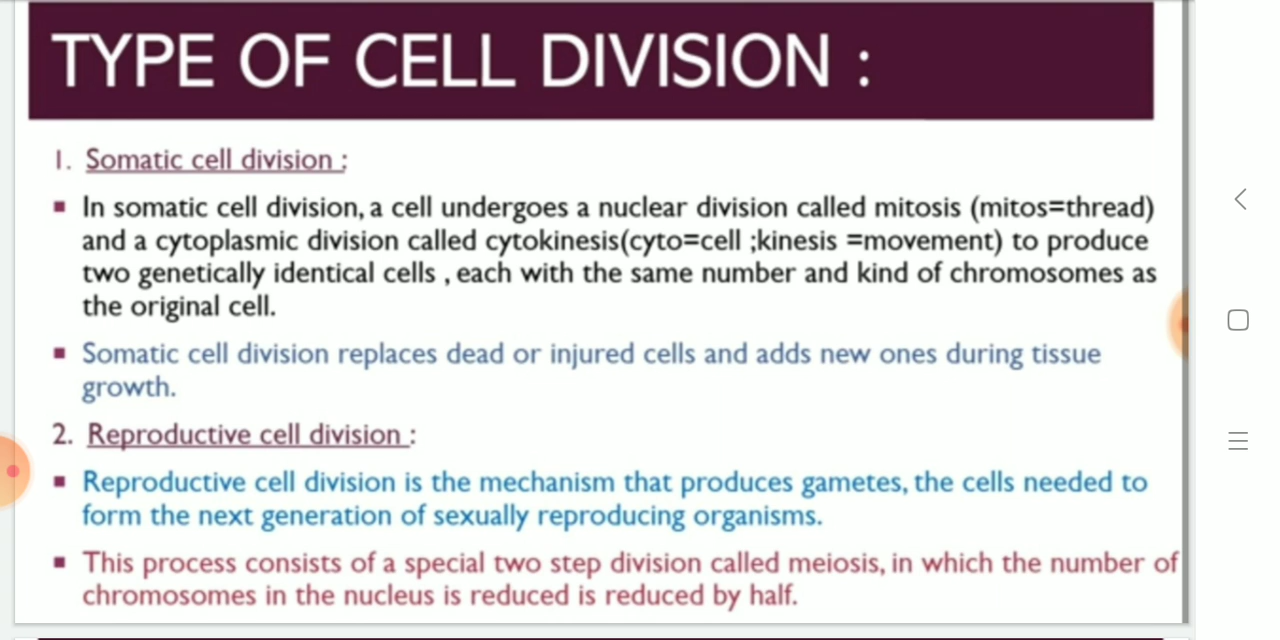 TYPE OF CELL DIVISION :
1. Somatic cell division :
▪ In somatic cell division, a cell undergoes a nuclear division called mitosis (mitos=thread)
and a cytoplasmic division called cytokinesis(cyto=cell ;kinesis =movement) to produce
two genetically identical cells , each with the same number and kind of chromosomes as
the original cell.
▪ Somatic cell division replaces dead or injured cells and adds new ones during tissue
growth.
2. Reproductive cell division :
▪ Reproductive cell division is the mechanism that produces gametes, the cells needed to
form the next generation of sexually reproducing organisms.
▪ This process consists of a special two step division called meiosis, in which the number of
chromosomes in the nucleus is reduced is reduced by half.